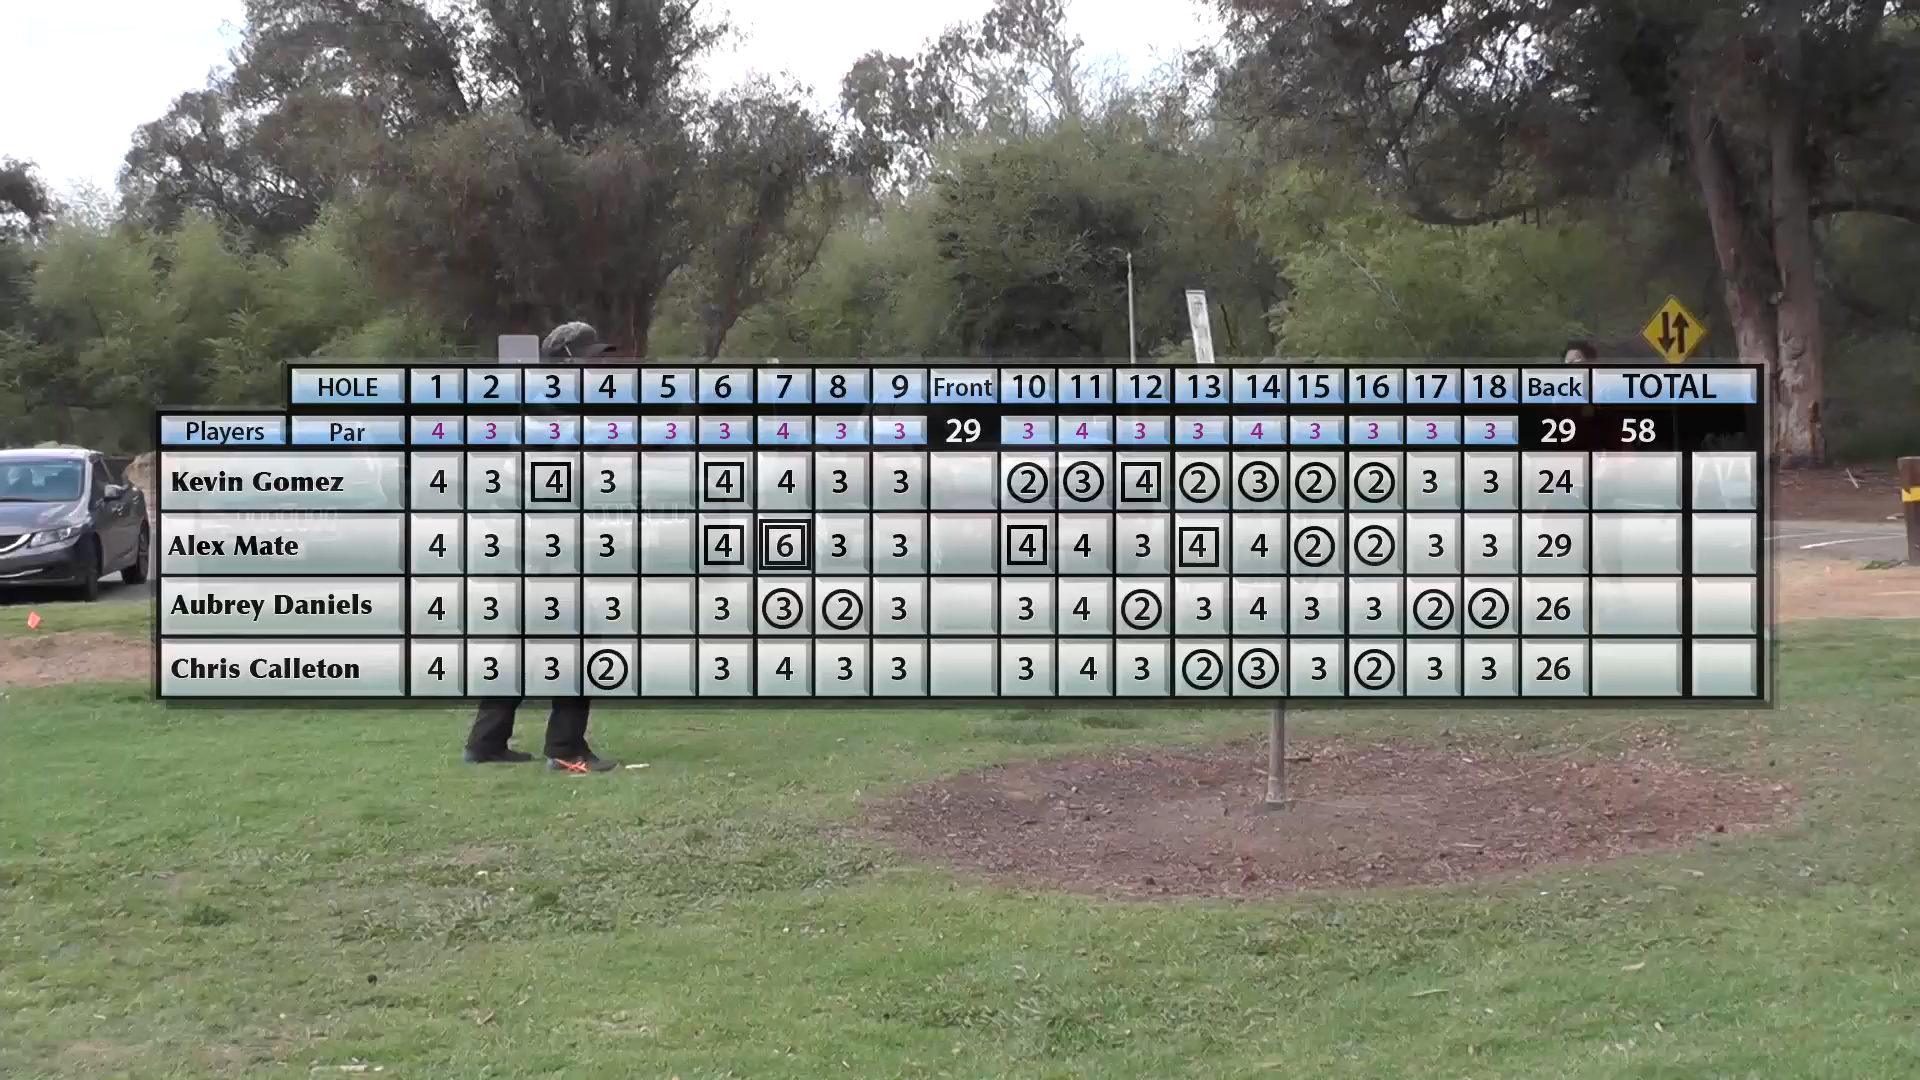 HOLE 1 2 3 4 5 6 7 8 9 Front 10 11 12 13 14 15 16 17 18 Back TOTAL
Players Par 4 3 3 3 3 3 4 3 3 29 3 4 3 3 4 3 3 3 3 29 58
Kevin Gomez 4 3 4 3 4 4 3 3 2 3 4 2 3 2 2 3 3 24
Alex Mate 4 3 3 3 4 6 3 3 4 4 3 4 4 2 2 3 3 29
Aubrey Daniels 4 3 3 3 3 3 2 3 3 4 2 3 4 3 3 2 2 26
Chris Calleton 4 3 3 2 3 4 3 3 3 4 3 2 3 3 2 3 3 26